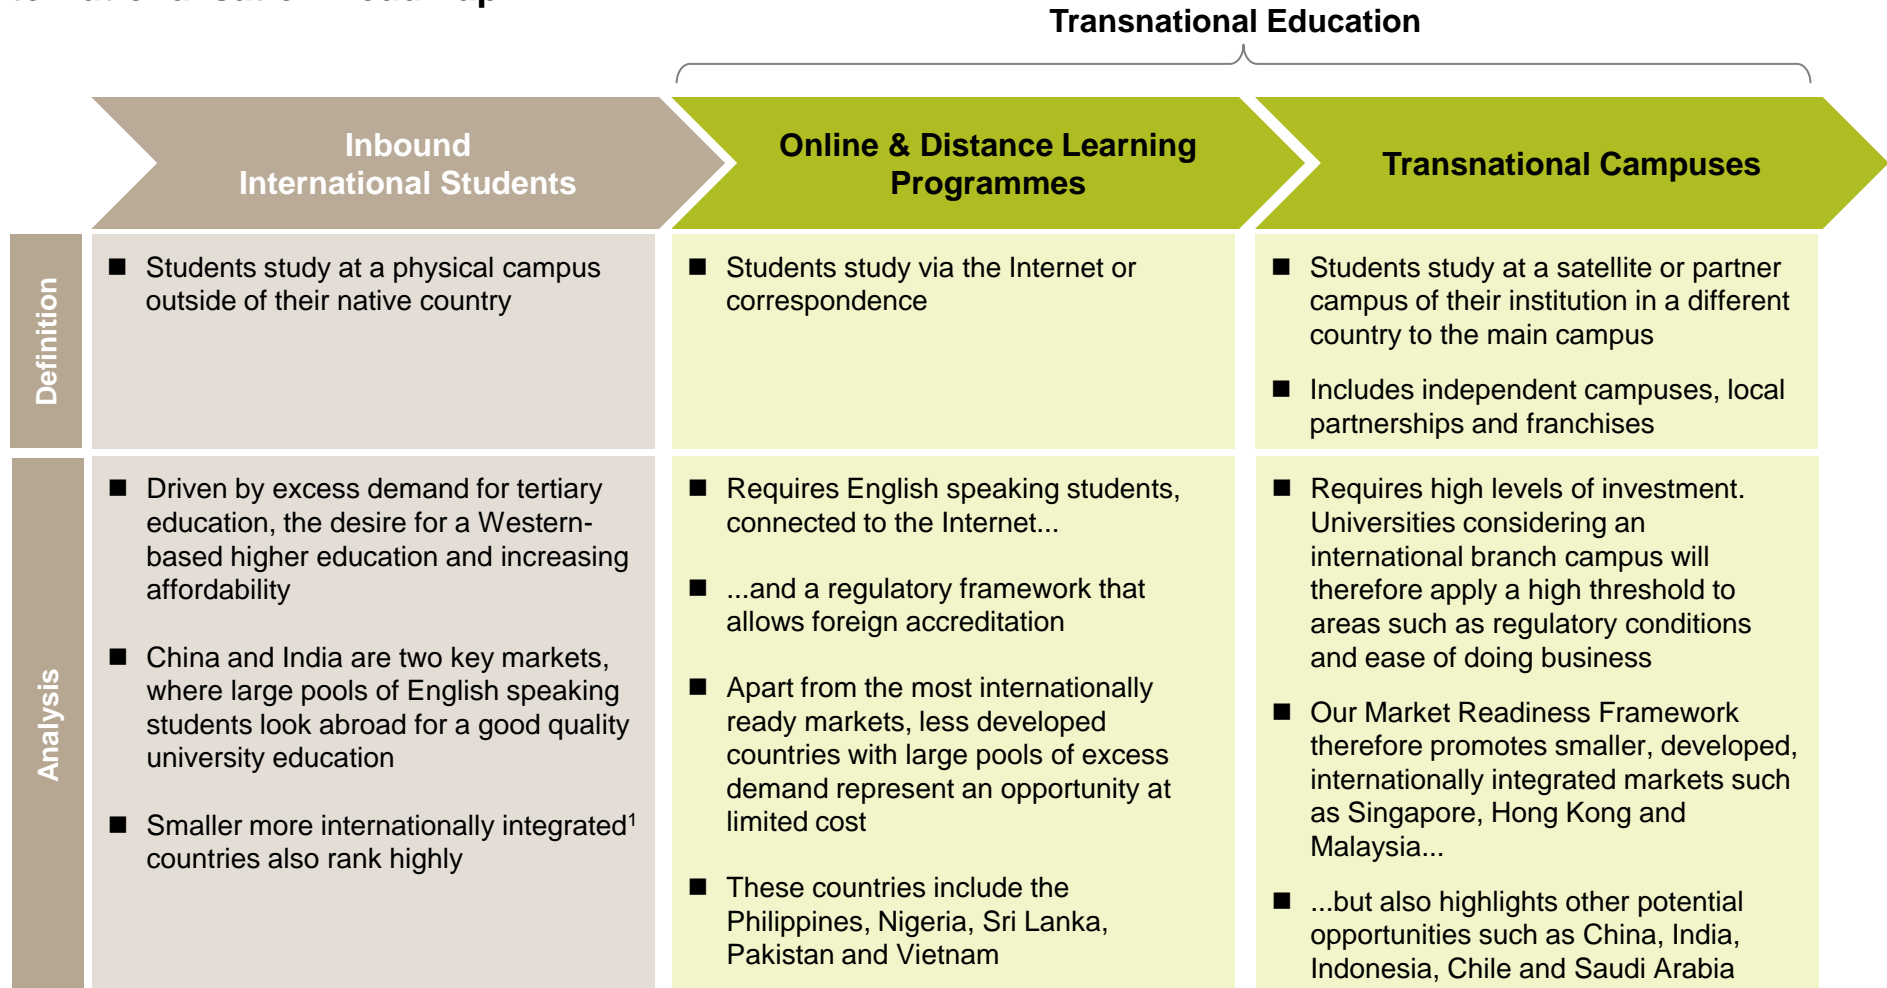 Transnational Education
Inbound
International Students
Online & Distance Learning
Programmes
Transnational Campuses
Definition
■ Students study at a physical campus
outside of their native country
■ Students study via the Internet or
correspondence
■ Students study at a satellite or partner
campus of their institution in a different
country to the main campus
■ Includes independent campuses, local
partnerships and franchises
Analysis
■ Driven by excess demand for tertiary
education, the desire for a Western-
based higher education and increasing
affordability
■ China and India are two key markets,
where large pools of English speaking
students look abroad for a good quality
university education
■ Smaller more internationally integrated¹
countries also rank highly
■ Requires English speaking students,
connected to the Internet...
■ ...and a regulatory framework that
allows foreign accreditation
■ Apart from the most internationally
ready markets, less developed
countries with large pools of excess
demand represent an opportunity at
limited cost
■ These countries include the
Philippines, Nigeria, Sri Lanka,
Pakistan and Vietnam
■ Requires high levels of investment.
Universities considering an
international branch campus will
therefore apply a high threshold to
areas such as regulatory conditions
and ease of doing business
■ Our Market Readiness Framework
therefore promotes smaller, developed,
internationally integrated markets such
as Singapore, Hong Kong and
Malaysia...
■ ...but also highlights other potential
opportunities such as China, India,
Indonesia, Chile and Saudi Arabia